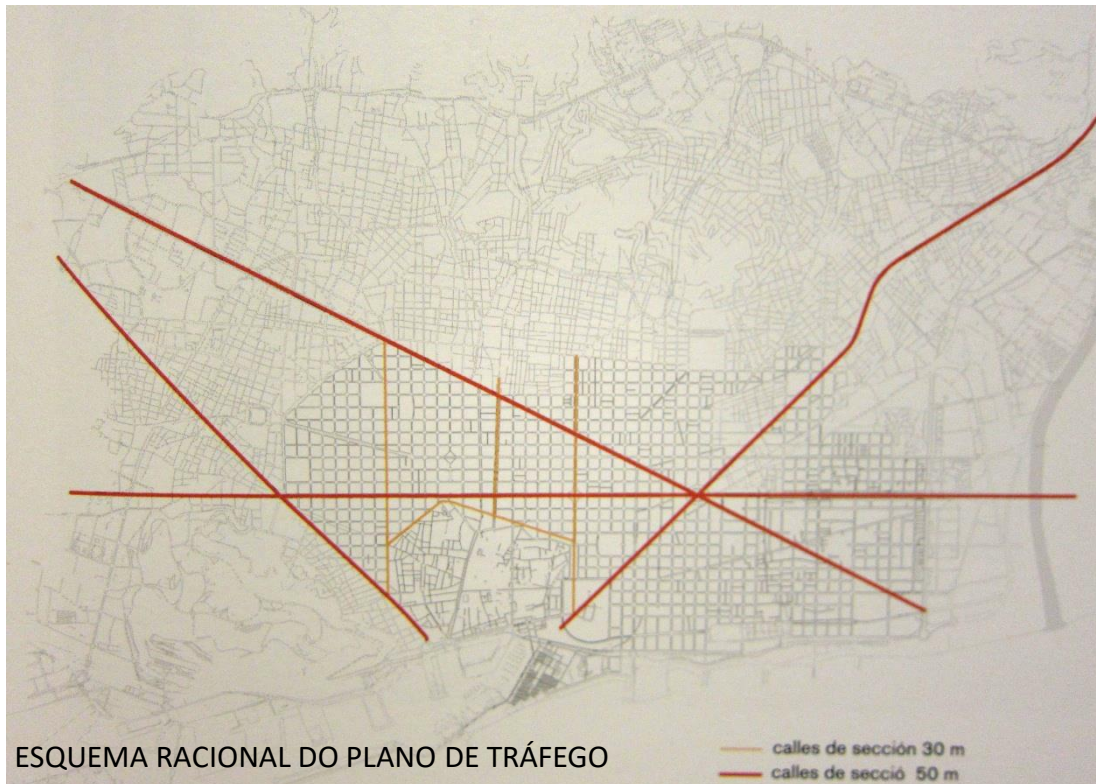 ESQUEMA RACIONAL DO PLANO DE TRÁFEGO
calles de sección 30 m
calles de secció 50 m